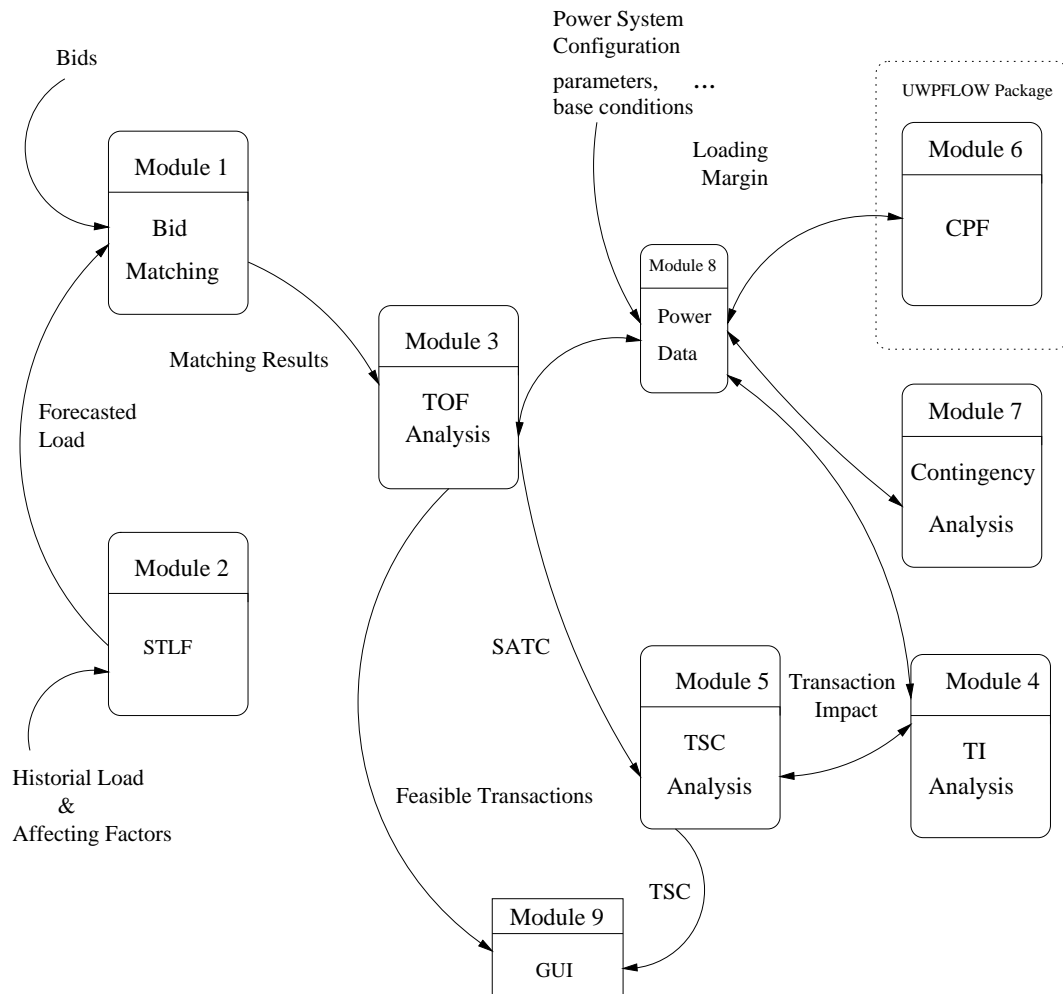 Power System
Configuration
parameters, ...
base conditions
Bids
UWPFLOW Package
Module 1
Bid
Matching
Loading
Margin
Module 6
CPF
Module 8
Power
Data
Matching Results
Module 3
TOF
Analysis
Forecasted
Load
Module 7
Contingency
Analysis
Module 2
STLF
SATC
Module 5
TSC
Analysis
Transaction
Impact
Module 4
TI
Analysis
Historial Load
&
Affecting Factors
Feasible Transactions
TSC
Module 9
GUI